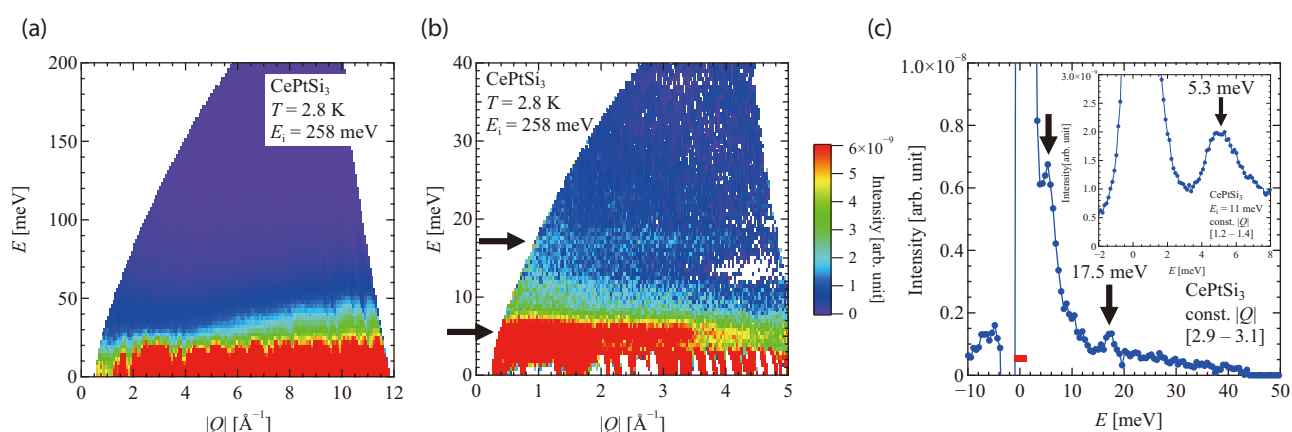 (a)
200
150
100
50
0
E [meV]
0 2 4 6 8 10 12
|Q| [Å⁻¹]
CePtSi₃
T = 2.8 K
Eᵢ = 258 meV
(b)
40
30
20
10
0
E [meV]
0 1 2 3 4 5
|Q| [Å⁻¹]
CePtSi₃
T = 2.8 K
Eᵢ = 258 meV
6×10⁻⁹
5
4
3
2
1
0
Intensity [arb. unit]
(c)
1.0×10⁻⁸
0.8
0.6
0.4
0.2
0
Intensity [arb. unit]
-10 0 10 20 30 40 50
E [meV]
17.5 meV
CePtSi₃
const. |Q|
[2.9 – 3.1]
3.0×10⁻⁹
2.5
2.0
1.5
1.0
0.5
0
Intensity[arb. unit]
5.3 meV
CePtSi₃
Eᵢ = 11 meV
const. |Q|
[1.2 – 1.4]
-2 0 2 4 6 8
E [meV]